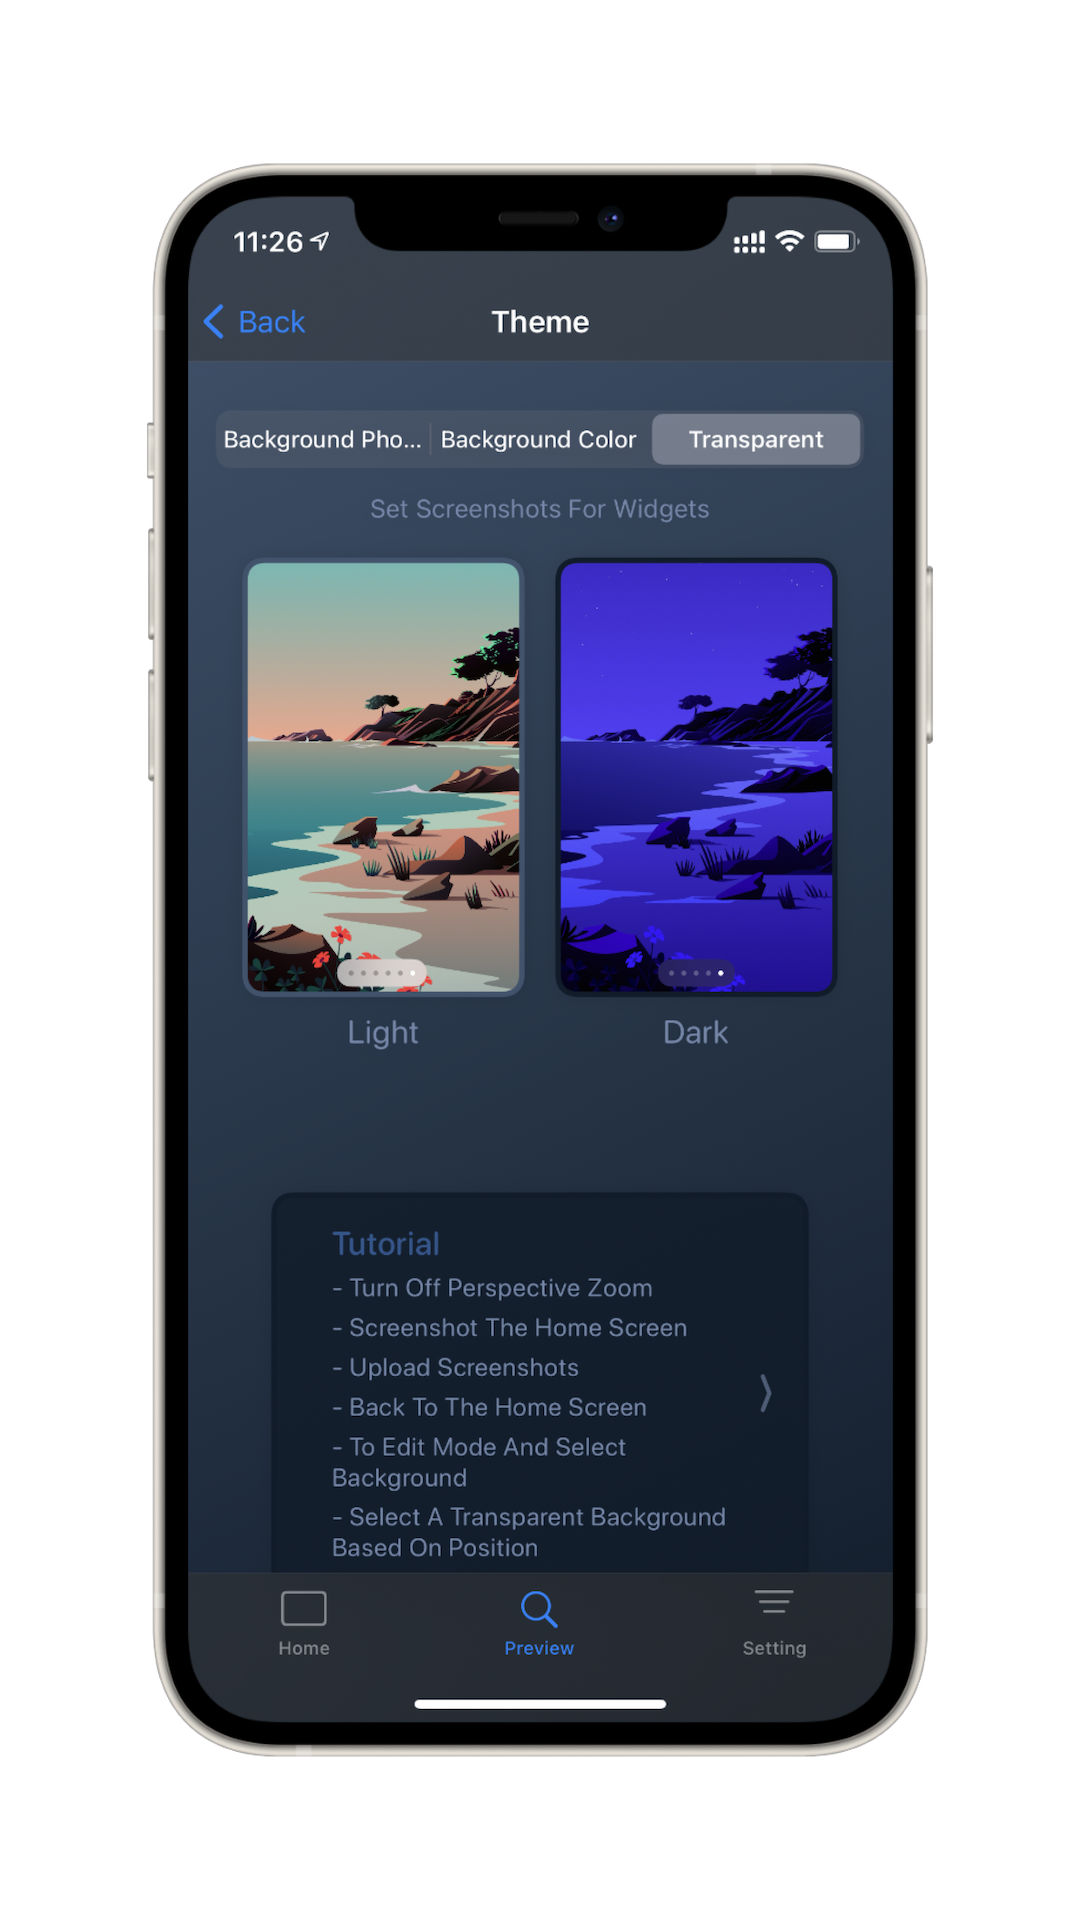 11:26
Back
Theme
Background Pho...
Background Color
Transparent
Set Screenshots For Widgets
Light
Dark
Tutorial
- Turn Off Perspective Zoom
- Screenshot The Home Screen
- Upload Screenshots
- Back To The Home Screen
- To Edit Mode And Select
Background
- Select A Transparent Background
Based On Position
Home
Preview
Setting